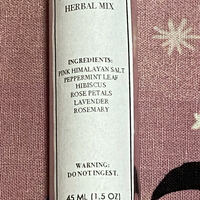 HERBAL MIX
INGREDIENTS:
PINK HIMALAYAN SALT
PEPPERMINT LEAF
HIBISCUS
ROSE PETALS
LAVENDER
ROSEMARY
WARNING:
DO NOT INGEST.
45 ML (1.5 OZ)